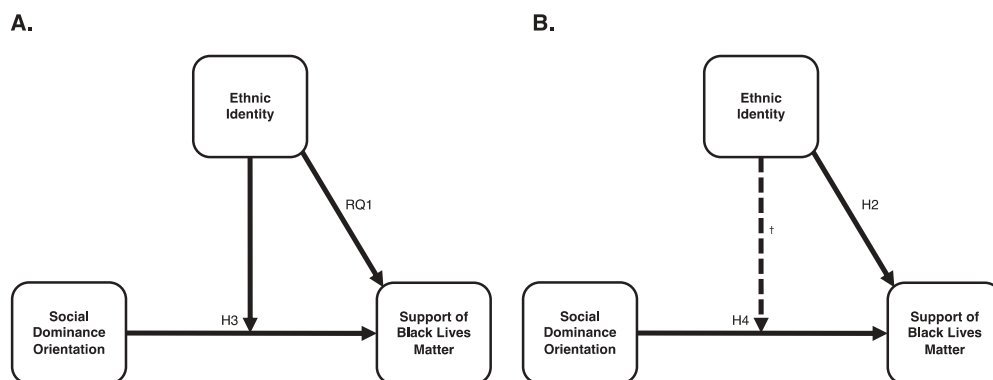 A.
Ethnic
Identity
RQ1
H3
Social
Dominance
Orientation
Support of
Black Lives
Matter
B.
Ethnic
Identity
†
H2
H4
Social
Dominance
Orientation
Support of
Black Lives
Matter